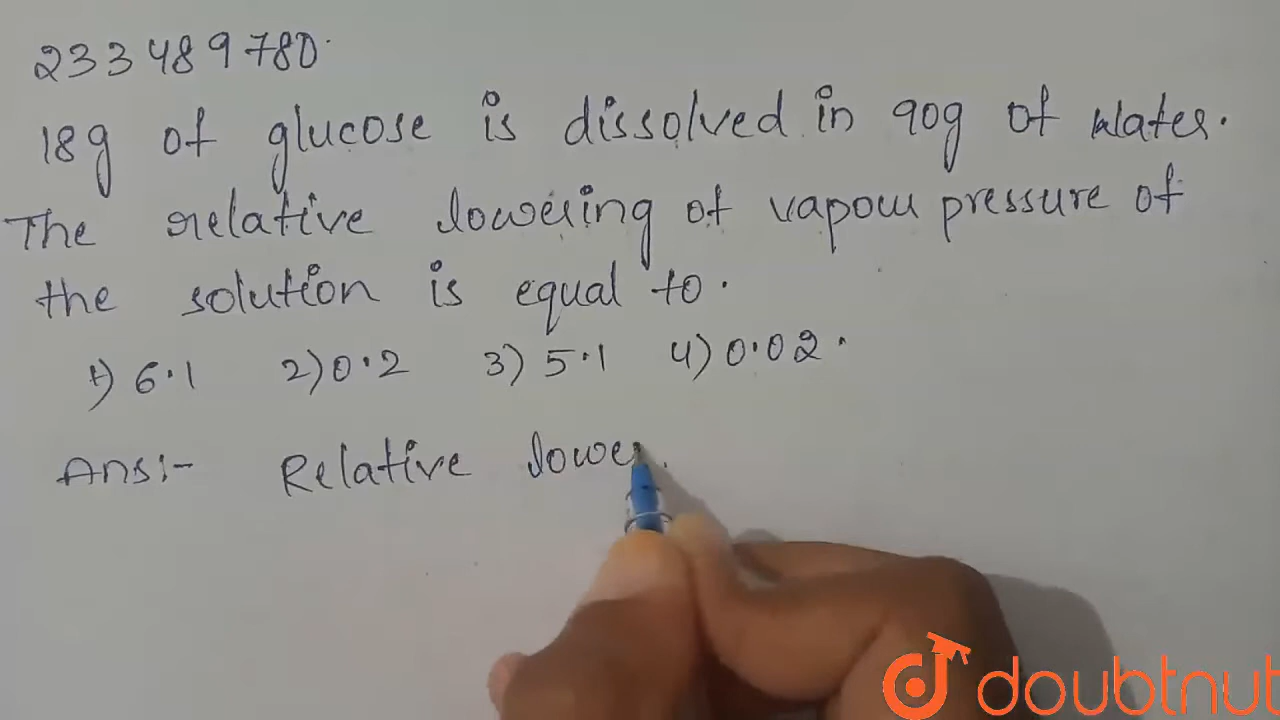 233489780.
18g of glucose is dissolved in 90g of water.
The relative lowering of vapour pressure of
the solution is equal to.
1) 6.1 2) 0.2 3) 5.1 4) 0.02.
Ans:- Relative lower
doubtnut